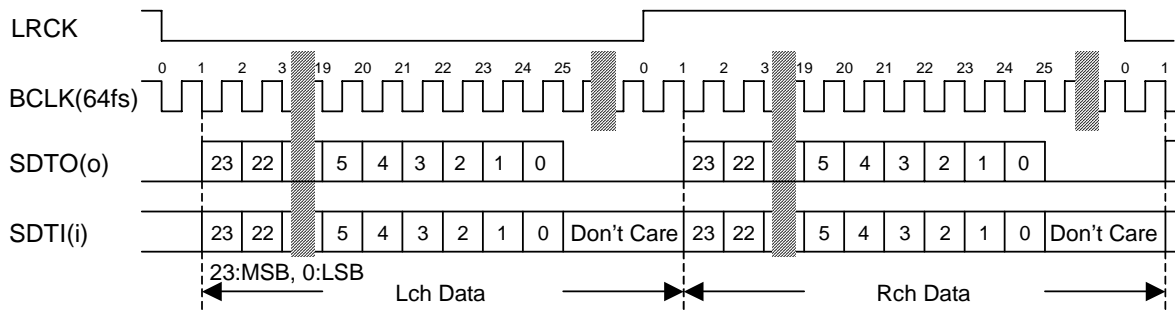 LRCK
0 1 2 3 19 20 21 22 23 24 25 0 1 2 3 19 20 21 22 23 24 25 0 1
BCLK(64fs)
SDTO(o) 23 22 5 4 3 2 1 0 23 22 5 4 3 2 1 0
SDTI(i) 23 22 5 4 3 2 1 0 Don't Care 23 22 5 4 3 2 1 0 Don't Care
23:MSB, 0:LSB
Lch Data Rch Data